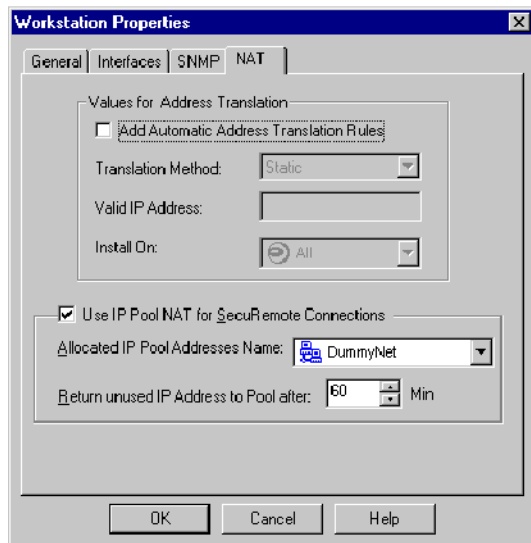 Workstation Properties
General Interfaces SNMP NAT
Values for Address Translation
Add Automatic Address Translation Rules
Translation Method: Static
Valid IP Address:
Install On: All
Use IP Pool NAT for SecuRemote Connections
Allocated IP Pool Addresses Name: DummyNet
Return unused IP Address to Pool after: 60 Min
OK Cancel Help